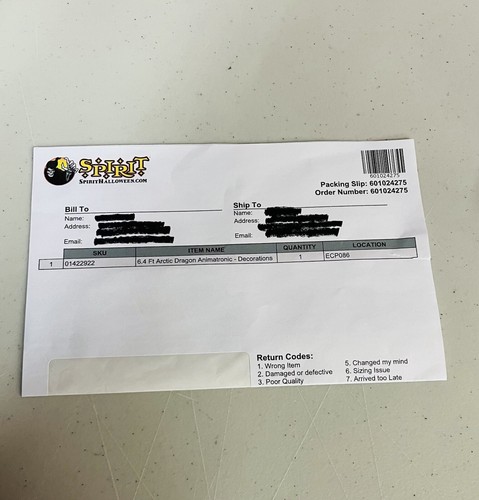 SPIRIT
SPIRITHALLOWEEN.COM
601024275
Packing Slip: 601024275
Order Number: 601024275
Bill To
Name:
Address:
Email:
Ship To
Name:
Address:
Email:
SKU ITEM NAME QUANTITY LOCATION
1 01422922 6.4 Ft Arctic Dragon Animatronic - Decorations 1 ECP086
Return Codes:
1. Wrong Item
2. Damaged or defective
3. Poor Quality
5. Changed my mind
6. Sizing Issue
7. Arrived too Late